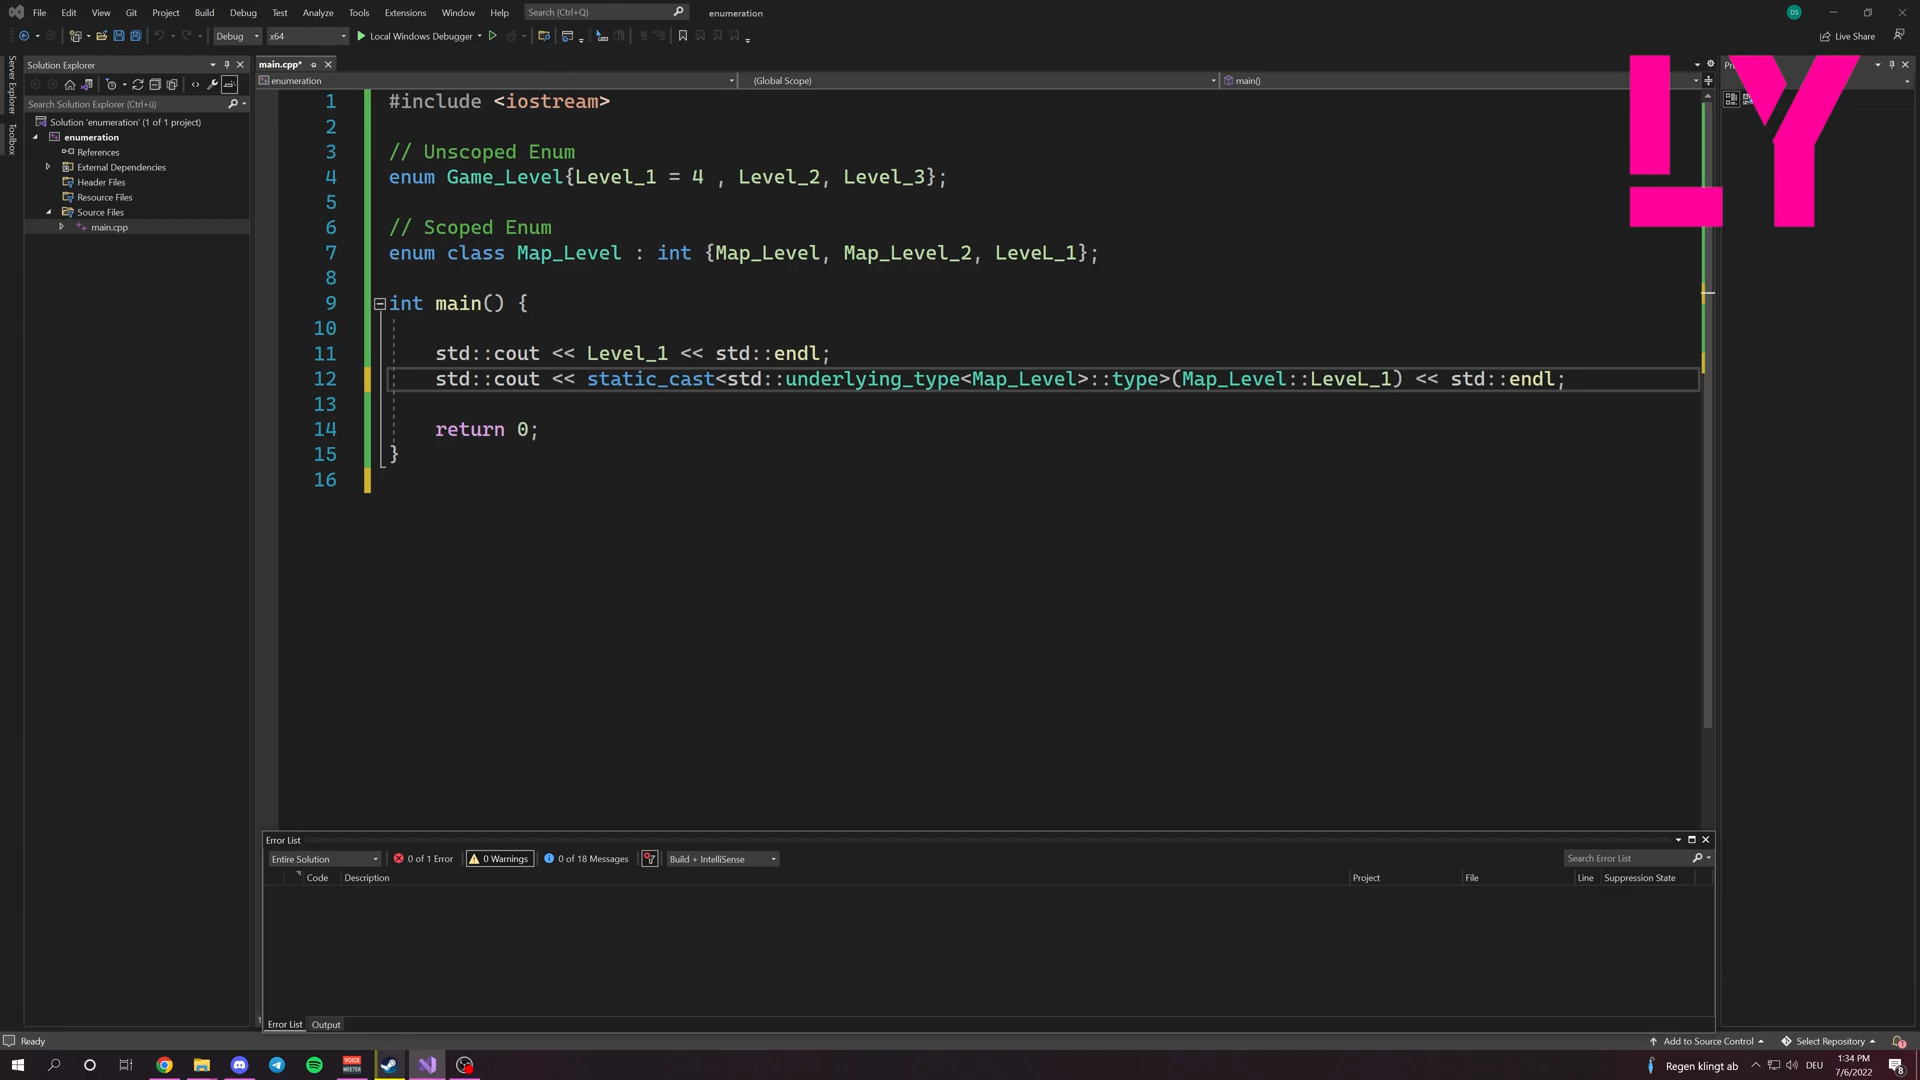 File Edit View Git Project Build Debug Test Analyze Tools Extensions Window Help Search (Ctrl+Q) enumeration DS
Debug x64 Local Windows Debugger Live Share
Server Explorer
Toolbox
Solution Explorer
Search Solution Explorer (Ctrl+ü)
Solution 'enumeration' (1 of 1 project)
enumeration
References
External Dependencies
Header Files
Resource Files
Source Files
main.cpp
main.cpp*
enumeration (Global Scope) main()
1 #include <iostream>
2
3 // Unscoped Enum
4 enum Game_Level{Level_1 = 4 , Level_2, Level_3};
5
6 // Scoped Enum
7 enum class Map_Level : int {Map_Level, Map_Level_2, LeveL_1};
8
9 int main() {
10
11 std::cout << Level_1 << std::endl;
12 std::cout << static_cast<std::underlying_type<Map_Level>::type>(Map_Level::LeveL_1) << std::endl;
13
14 return 0;
15 }
16
LY
Error List
Entire Solution 0 of 1 Error 0 Warnings 0 of 18 Messages Build + IntelliSense Search Error List
Code Description Project File Line Suppression State
Error List Output
Ready Add to Source Control Select Repository
VOICE MEETER
Regen klingt ab DEU 1:34 PM
7/6/2022